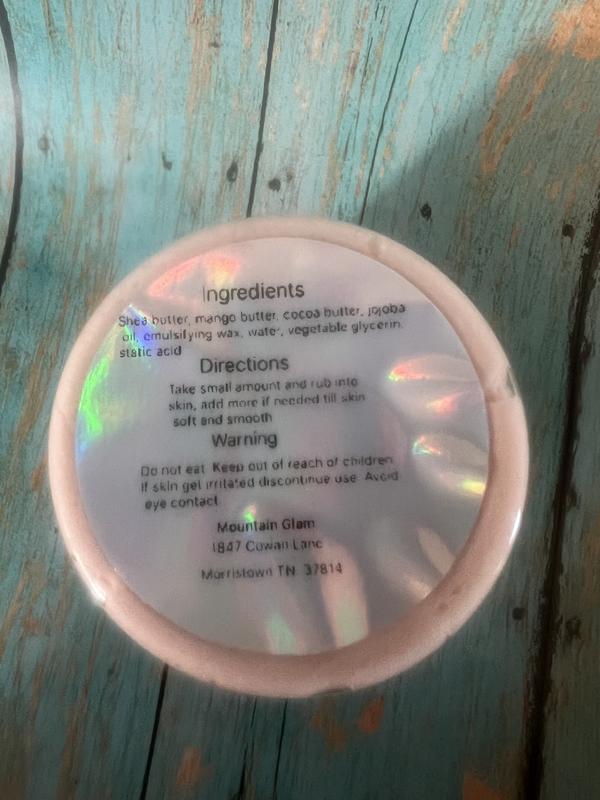 Ingredients
Shea butter, mango butter, cocoa butter, jojoba
oil, emulsifying wax, water, vegetable glycerin,
static acid
Directions
Take small amount and rub into
skin, add more if needed till skin
soft and smooth
Warning
Do not eat. Keep out of reach of children.
If skin get irritated discontinue use. Avoid
eye contact.
Mountain Glam
1847 Cowan Lane
Morristown TN. 37814